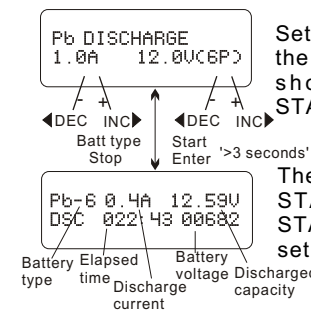 Pb DISCHARGE
1.0A 12.0V(6P)
Set
the
sho
STA
- +
DEC INC
- +
DEC INC
Batt type
Stop
Start
Enter '>3 seconds'
Pb-6 0.4A 12.59V
DSC 022:43 00682
The
STA
STA
set
Battery
type
Elapsed
time
Discharge
current
Battery
voltage
Discharged
capacity